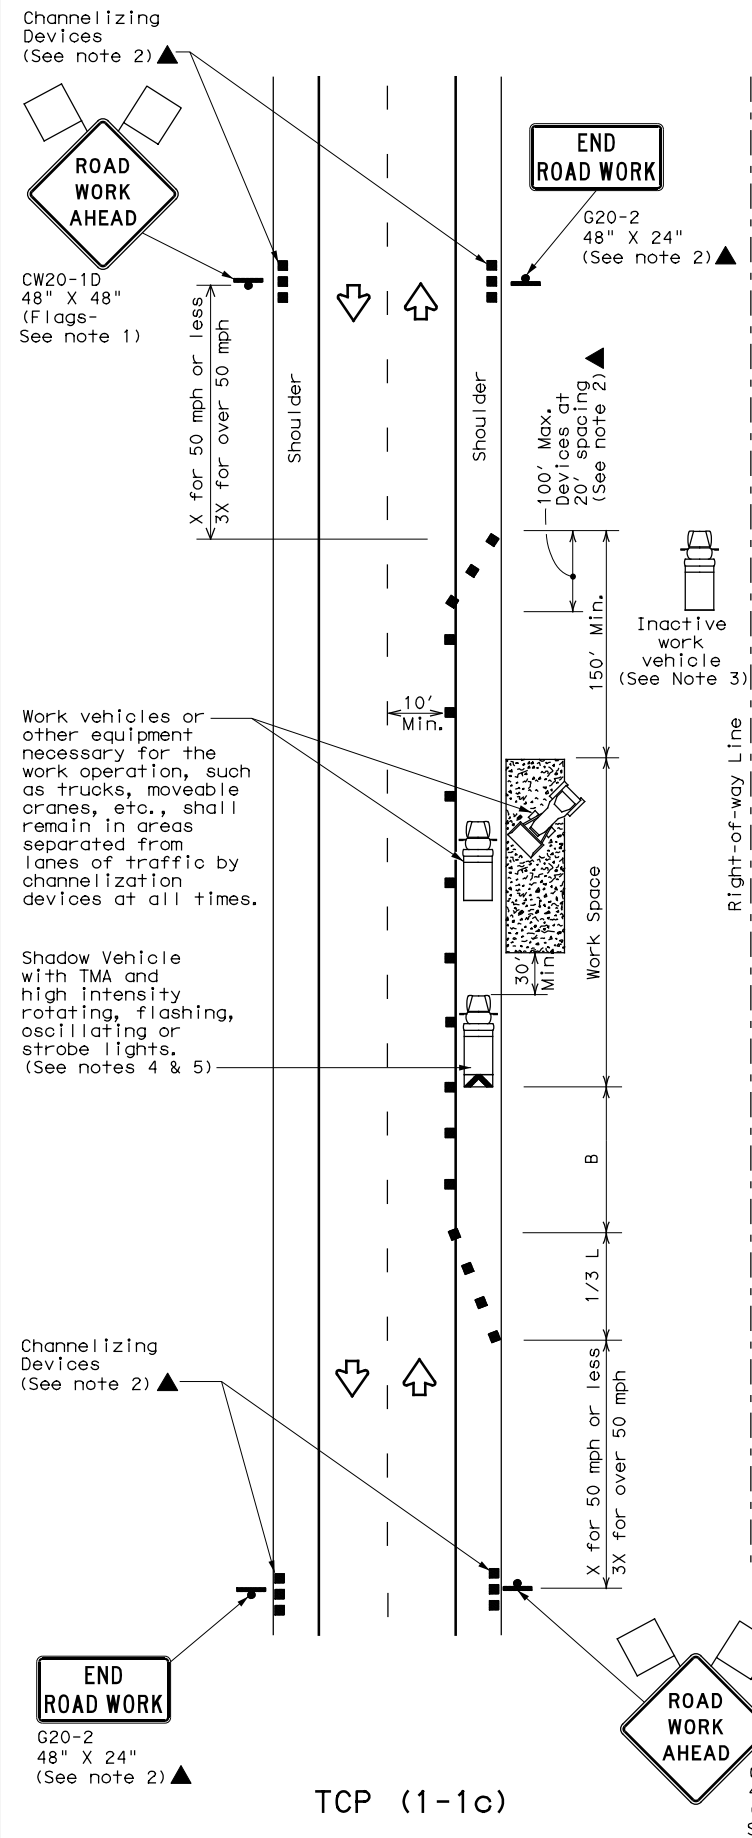 Channelizing
Devices
(See note 2)
ROAD
WORK
AHEAD
CW20-1D
48" X 48"
(Flags-
See note 1)
END
ROAD WORK
G20-2
48" X 24"
(See note 2)
X for 50 mph or less
3X for over 50 mph
Shoulder
Shoulder
100' Max.
Devices at
20' spacing
(See note 2)
150' Min.
Inactive
work
vehicle
(See Note 3)
10'
Min.
Work vehicles or
other equipment
necessary for the
work operation, such
as trucks, moveable
cranes, etc., shall
remain in areas
separated from
lanes of traffic by
channelization
devices at all times.
Right-of-way Line
Work Space
30'
Min.
Shadow Vehicle
with TMA and
high intensity
rotating, flashing,
oscillating or
strobe lights.
(See notes 4 & 5)
B
1/3 L
Channelizing
Devices
(See note 2)
X for 50 mph or less
3X for over 50 mph
END
ROAD WORK
G20-2
48" X 24"
(See note 2)
ROAD
WORK
AHEAD
TCP (1-1c)